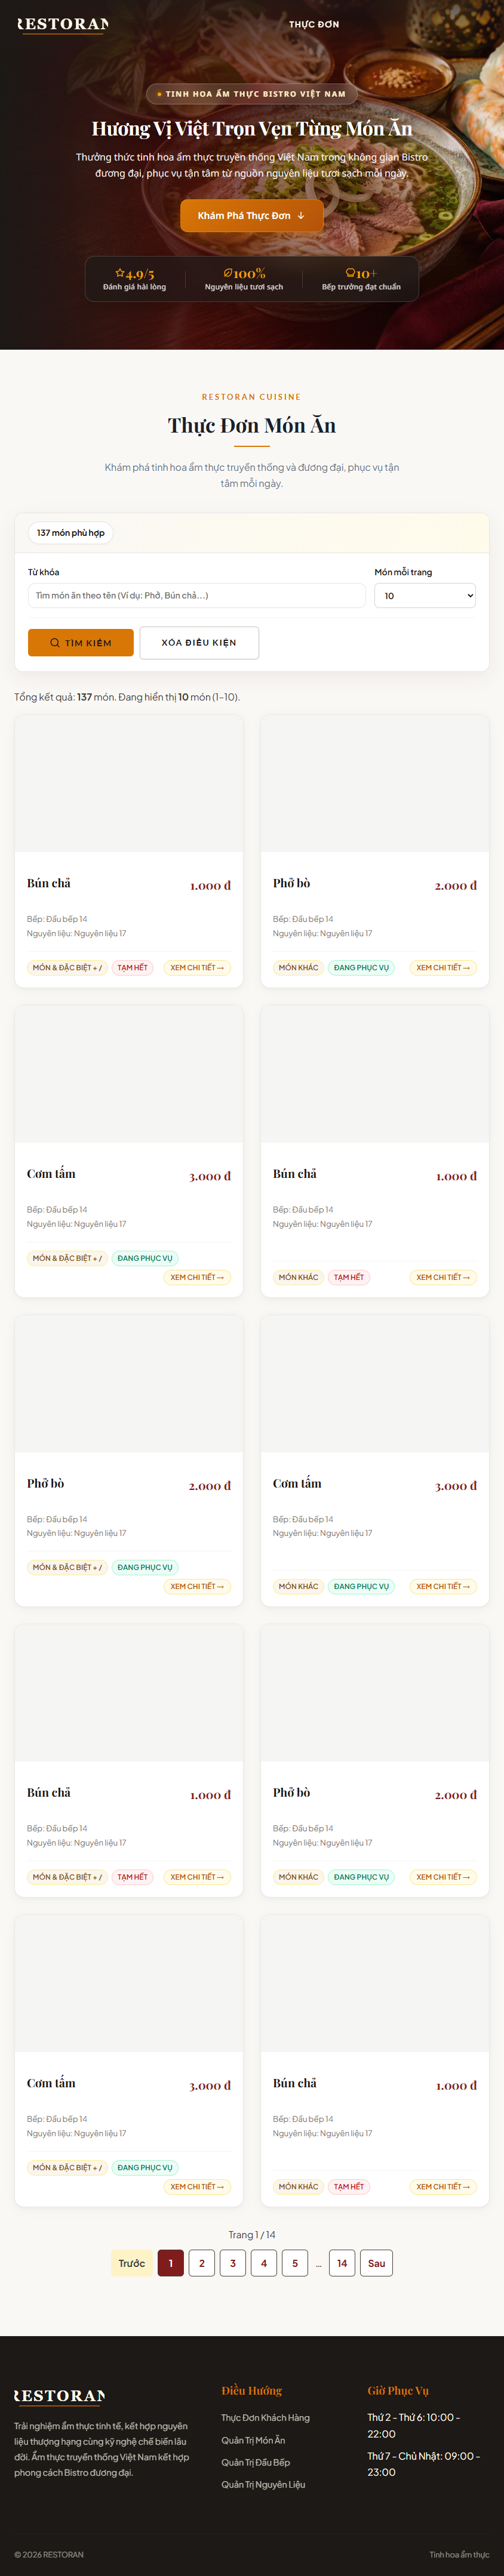 RESTORAN
THỰC ĐƠN
TINH HOA ẨM THỰC BISTRO VIỆT NAM
Hương Vị Việt Trọn Vẹn Từng Món Ăn
Thưởng thức tinh hoa ẩm thực truyền thống Việt Nam trong không gian Bistro
đương đại, phục vụ tận tâm từ nguồn nguyên liệu tươi sạch mỗi ngày.
Khám Phá Thực Đơn ↓
4.9/5
Đánh giá hài lòng
100%
Nguyên liệu tươi sạch
10+
Bếp trưởng đạt chuẩn
RESTORAN CUISINE
Thực Đơn Món Ăn
Khám phá tinh hoa ẩm thực truyền thống và đương đại, phục vụ tận
tâm mỗi ngày.
137 món phù hợp
Từ khóa
Món mỗi trang
Tìm món ăn theo tên (Ví dụ: Phở, Bún chả...)
10
TÌM KIẾM
XÓA ĐIỀU KIỆN
Tổng kết quả: 137 món. Đang hiển thị 10 món (1–10).
Bún chả
1.000 đ
Bếp: Đầu bếp 14
Nguyên liệu: Nguyên liệu 17
MÓN & ĐẶC BIỆT + /
TẠM HẾT
XEM CHI TIẾT →
Phở bò
2.000 đ
Bếp: Đầu bếp 14
Nguyên liệu: Nguyên liệu 17
MÓN KHÁC
ĐANG PHỤC VỤ
XEM CHI TIẾT →
Cơm tấm
3.000 đ
Bếp: Đầu bếp 14
Nguyên liệu: Nguyên liệu 17
MÓN & ĐẶC BIỆT + /
ĐANG PHỤC VỤ
XEM CHI TIẾT →
Bún chả
1.000 đ
Bếp: Đầu bếp 14
Nguyên liệu: Nguyên liệu 17
MÓN KHÁC
TẠM HẾT
XEM CHI TIẾT →
Phở bò
2.000 đ
Bếp: Đầu bếp 14
Nguyên liệu: Nguyên liệu 17
MÓN & ĐẶC BIỆT + /
ĐANG PHỤC VỤ
XEM CHI TIẾT →
Cơm tấm
3.000 đ
Bếp: Đầu bếp 14
Nguyên liệu: Nguyên liệu 17
MÓN KHÁC
ĐANG PHỤC VỤ
XEM CHI TIẾT →
Bún chả
1.000 đ
Bếp: Đầu bếp 14
Nguyên liệu: Nguyên liệu 17
MÓN & ĐẶC BIỆT + /
TẠM HẾT
XEM CHI TIẾT →
Phở bò
2.000 đ
Bếp: Đầu bếp 14
Nguyên liệu: Nguyên liệu 17
MÓN KHÁC
ĐANG PHỤC VỤ
XEM CHI TIẾT →
Cơm tấm
3.000 đ
Bếp: Đầu bếp 14
Nguyên liệu: Nguyên liệu 17
MÓN & ĐẶC BIỆT + /
ĐANG PHỤC VỤ
XEM CHI TIẾT →
Bún chả
1.000 đ
Bếp: Đầu bếp 14
Nguyên liệu: Nguyên liệu 17
MÓN KHÁC
TẠM HẾT
XEM CHI TIẾT →
Trang 1 / 14
Trước 1 2 3 4 5 ... 14 Sau
RESTORAN
Trải nghiệm ẩm thực tinh tế, kết hợp nguyên
liệu thượng hạng cùng kỹ nghệ chế biến lâu
đời. Ẩm thực truyền thống Việt Nam kết hợp
phong cách Bistro đương đại.
Điều Hướng
Thực Đơn Khách Hàng
Quản Trị Món Ăn
Quản Trị Đầu Bếp
Quản Trị Nguyên Liệu
Giờ Phục Vụ
Thứ 2 - Thứ 6: 10:00 -
22:00
Thứ 7 - Chủ Nhật: 09:00 -
23:00
© 2026 RESTORAN
Tinh hoa ẩm thực